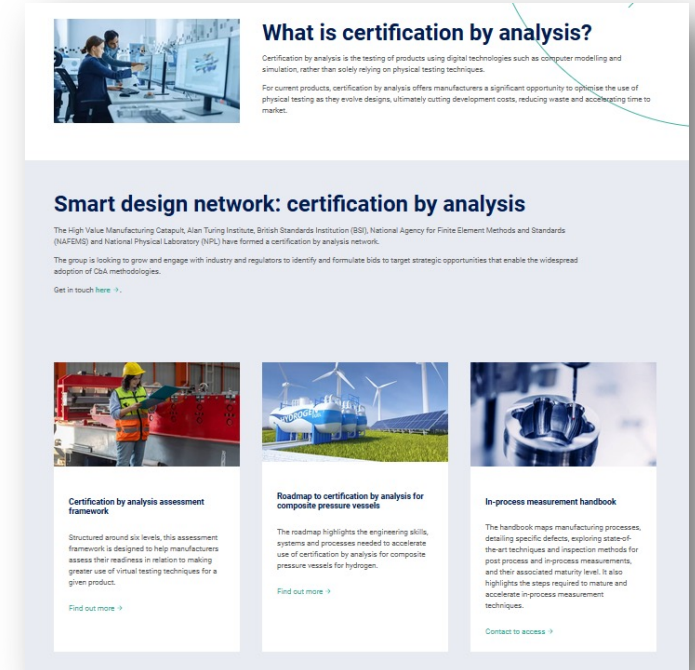 What is certification by analysis?
Certification by analysis is the testing of products using digital technologies such as computer modelling and
simulation, rather than solely relying on physical testing techniques.
For current products, certification by analysis offers manufacturers a significant opportunity to optimise the use of
physical testing as they evolve designs, ultimately cutting development costs, reducing waste and accelerating time to
market.
Smart design network: certification by analysis
The High Value Manufacturing Catapult, Alan Turing Institute, British Standards Institution (BSI), National Agency for Finite Element Methods and Standards
(NAFEMS) and National Physical Laboratory (NPL) have formed a certification by analysis network.
The group is looking to grow and engage with industry and regulators to identify and formulate bids to target strategic opportunities that enable the widespread
adoption of CbA methodologies.
Get in touch here →.
HYDROGEN
Certification by analysis assessment
framework
Structured around six levels, this assessment
framework is designed to help manufacturers
assess their readiness in relation to making
greater use of virtual testing techniques for a
given product.
Find out more →
Roadmap to certification by analysis for
composite pressure vessels
The roadmap highlights the engineering skills,
systems and processes needed to accelerate
use of certification by analysis for composite
pressure vessels for hydrogen.
Find out more →
In-process measurement handbook
The handbook maps manufacturing processes,
detailing specific defects, exploring state-of-
the-art techniques and inspection methods for
post process and in-process measurements,
and their associated maturity level. It also
highlights the steps required to mature and
accelerate in-process measurement
techniques.
Contact to access →